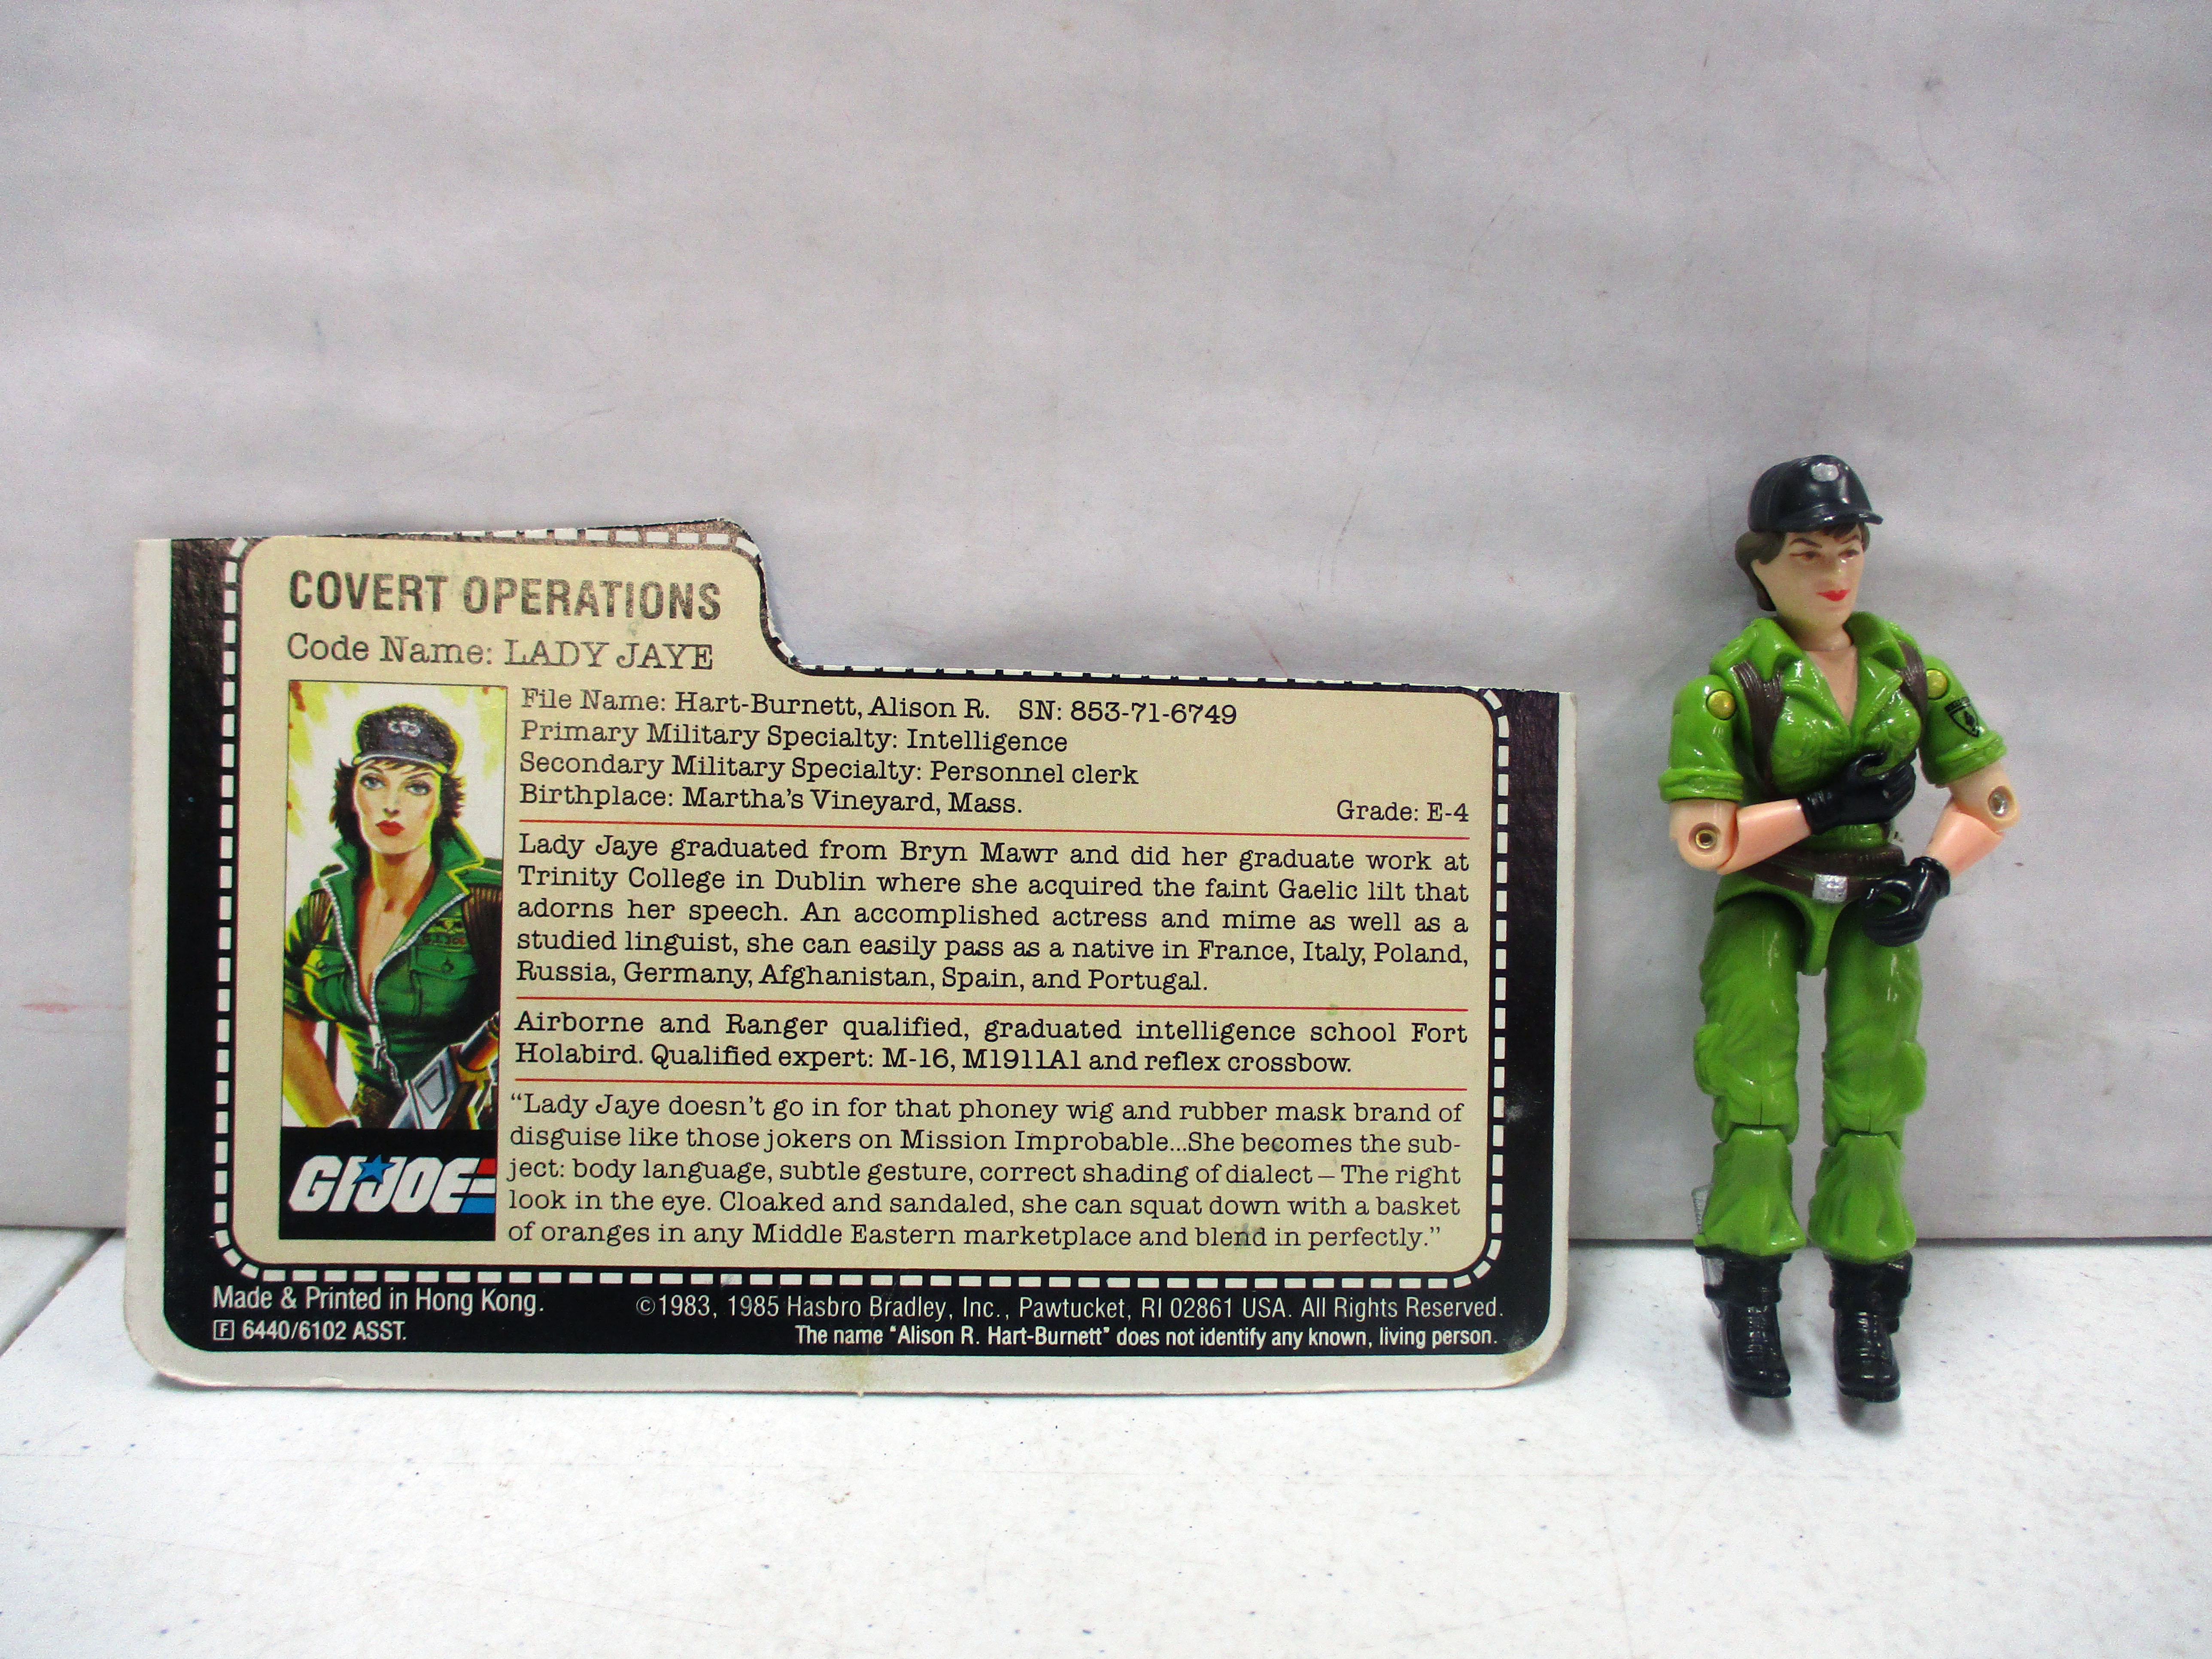 COVERT OPERATIONS
Code Name: LADY JAYE
File Name: Hart-Burnett, Alison R. SN: 853-71-6749
Primary Military Specialty: Intelligence
Secondary Military Specialty: Personnel clerk
Birthplace: Martha's Vineyard, Mass. Grade: E-4
Lady Jaye graduated from Bryn Mawr and did her graduate work at
Trinity College in Dublin where she acquired the faint Gaelic lilt that
adorns her speech. An accomplished actress and mime as well as a
studied linguist, she can easily pass as a native in France, Italy, Poland,
Russia, Germany, Afghanistan, Spain, and Portugal.
Airborne and Ranger qualified, graduated intelligence school Fort
Holabird. Qualified expert: M-16, M1911A1 and reflex crossbow.
"Lady Jaye doesn't go in for that phoney wig and rubber mask brand of
disguise like those jokers on Mission Improbable...She becomes the sub-
ject: body language, subtle gesture, correct shading of dialect – The right
look in the eye. Cloaked and sandaled, she can squat down with a basket
of oranges in any Middle Eastern marketplace and blend in perfectly."
GI JOE
Made & Printed in Hong Kong. ©1983, 1985 Hasbro Bradley, Inc., Pawtucket, RI 02861 USA. All Rights Reserved.
F 6440/6102 ASST. The name "Alison R. Hart-Burnett" does not identify any known, living person.